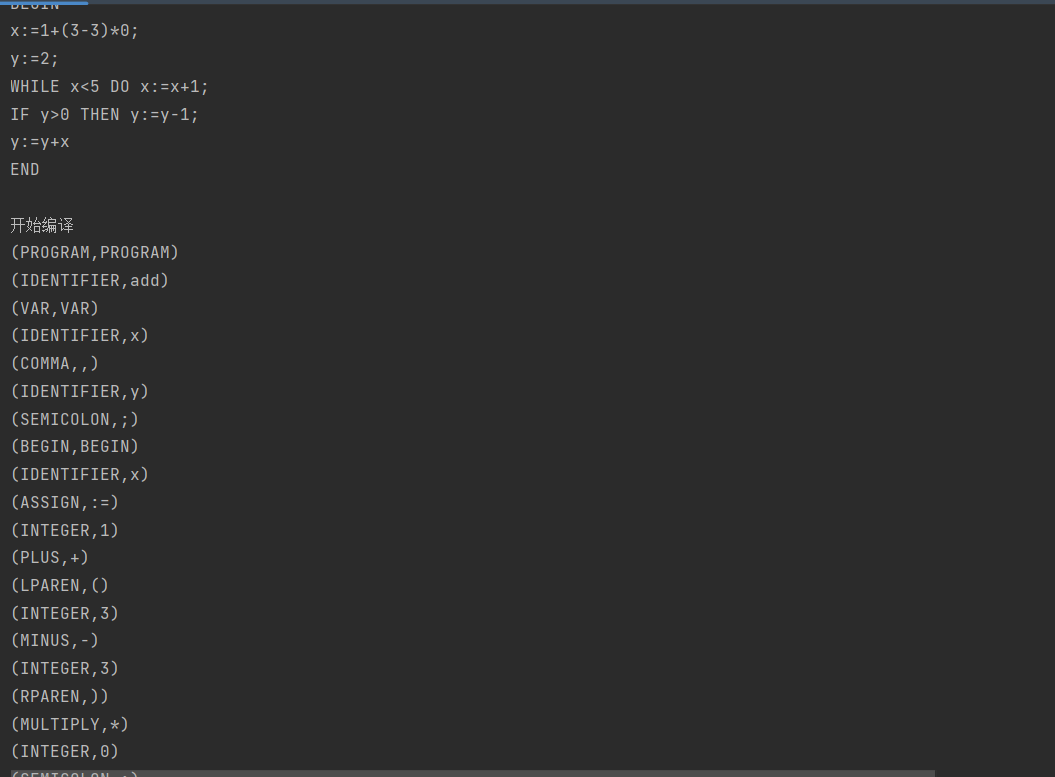 BEGIN
x:=1+(3-3)*0;
y:=2;
WHILE x<5 DO x:=x+1;
IF y>0 THEN y:=y-1;
y:=y+x
END
开始编译
(PROGRAM,PROGRAM)
(IDENTIFIER,add)
(VAR,VAR)
(IDENTIFIER,x)
(COMMA,,)
(IDENTIFIER,y)
(SEMICOLON,;)
(BEGIN,BEGIN)
(IDENTIFIER,x)
(ASSIGN,:=)
(INTEGER,1)
(PLUS,+)
(LPAREN,()
(INTEGER,3)
(MINUS,-)
(INTEGER,3)
(RPAREN,))
(MULTIPLY,*)
(INTEGER,0)
(SEMICOLON,;)